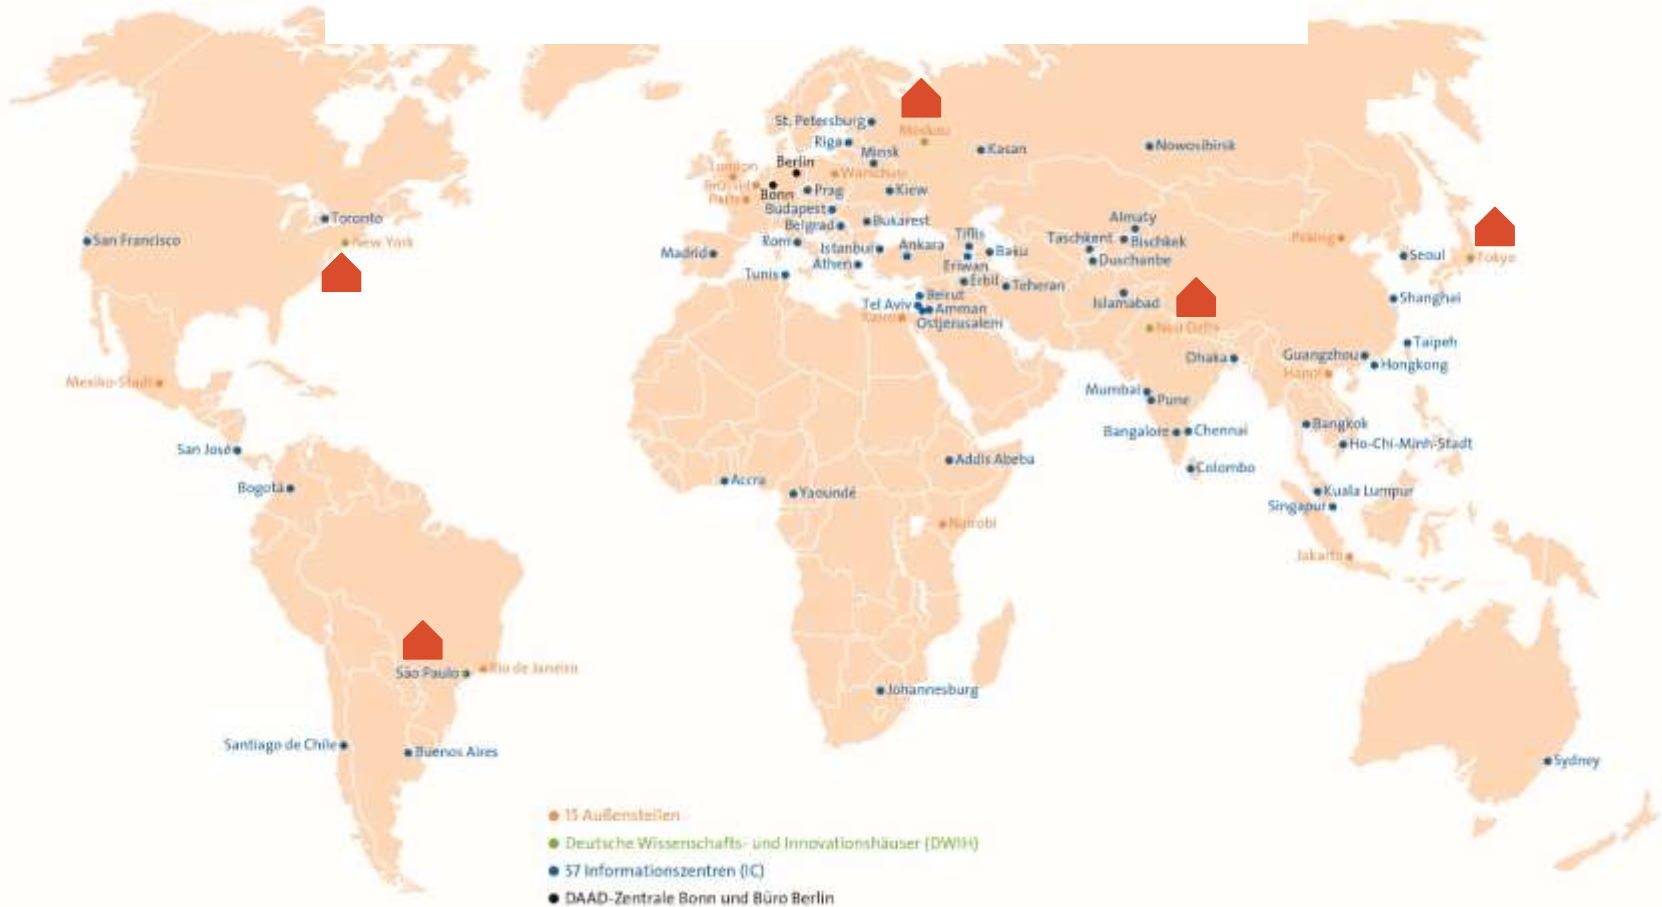 St. Petersburg
Moskau
Riga
Minsk
Kasan
Nowosibirsk
London
Berlin
Warschau
Brüssel
Bonn
Prag
Kiew
Paris
Budapest
Toronto
Belgrad
Bukarest
Almaty
San Francisco
New York
Rom
Istanbul
Ankara
Tiflis
Baku
Taschkent
Bischkek
Peking
Madrid
Athen
Eriwan
Duschanbe
Seoul
Tokyo
Tunis
Erbil
Teheran
Beirut
Islamabad
Shanghai
Tel Aviv
Amman
Kairo
Ostjerusalem
Neu Delhi
Taipeh
Dhaka
Guangzhou
Hongkong
Hanoi
Mexiko-Stadt
Mumbai
Pune
Bangalore
Chennai
Bangkok
Ho-Chi-Minh-Stadt
San José
Addis Abeba
Colombo
Bogotá
Accra
Yaoundé
Kuala Lumpur
Singapur
Nairobi
Jakarta
São Paulo
Rio de Janeiro
Johannesburg
Santiago de Chile
Buenos Aires
Sydney
15 Außenstellen
Deutsche Wissenschafts- und Innovationshäuser (DWIH)
57 Informationszentren (IC)
DAAD-Zentrale Bonn und Büro Berlin